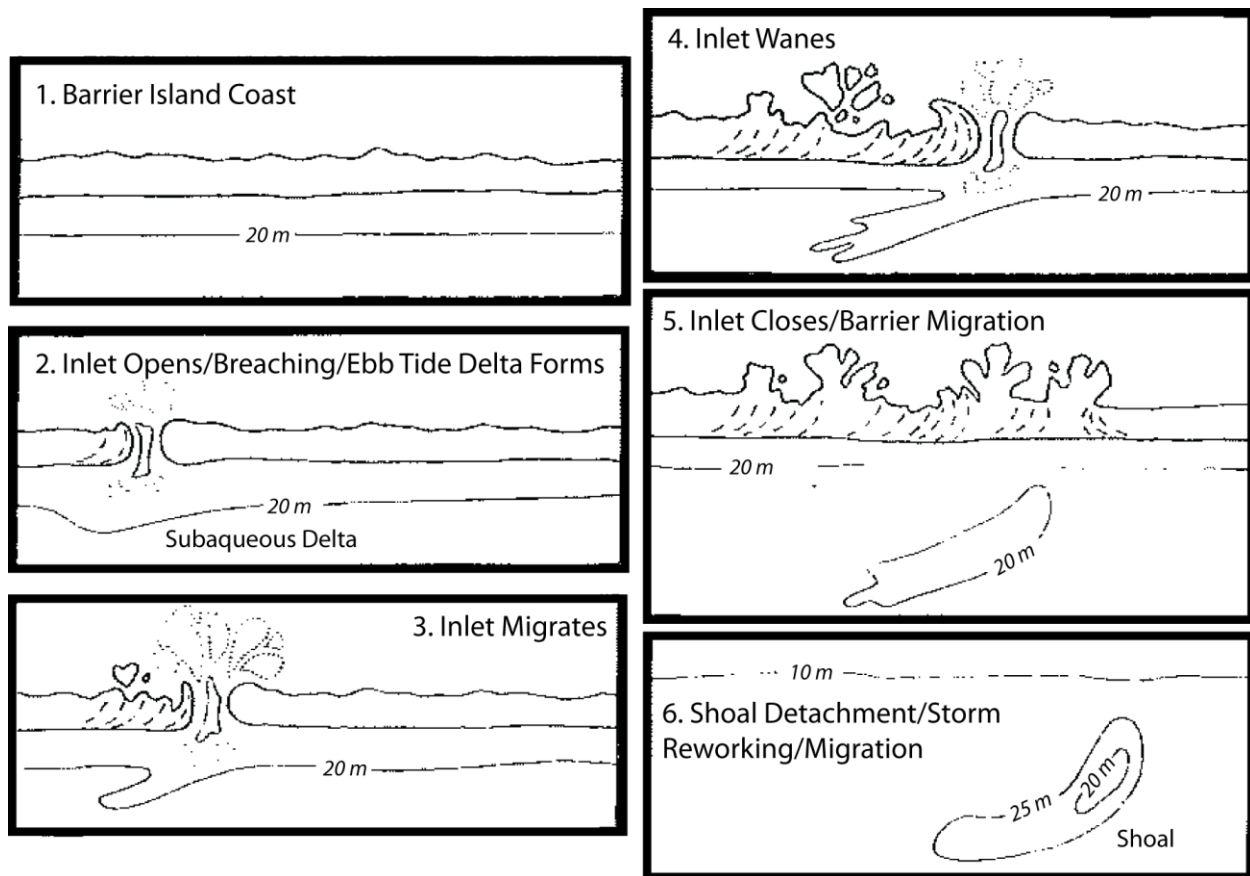 1. Barrier Island Coast
20 m
2. Inlet Opens/Breaching/Ebb Tide Delta Forms
20 m
Subaqueous Delta
3. Inlet Migrates
20 m
4. Inlet Wanes
20 m
5. Inlet Closes/Barrier Migration
20 m
20 m
10 m
6. Shoal Detachment/Storm
Reworking/Migration
20 m
25 m
Shoal